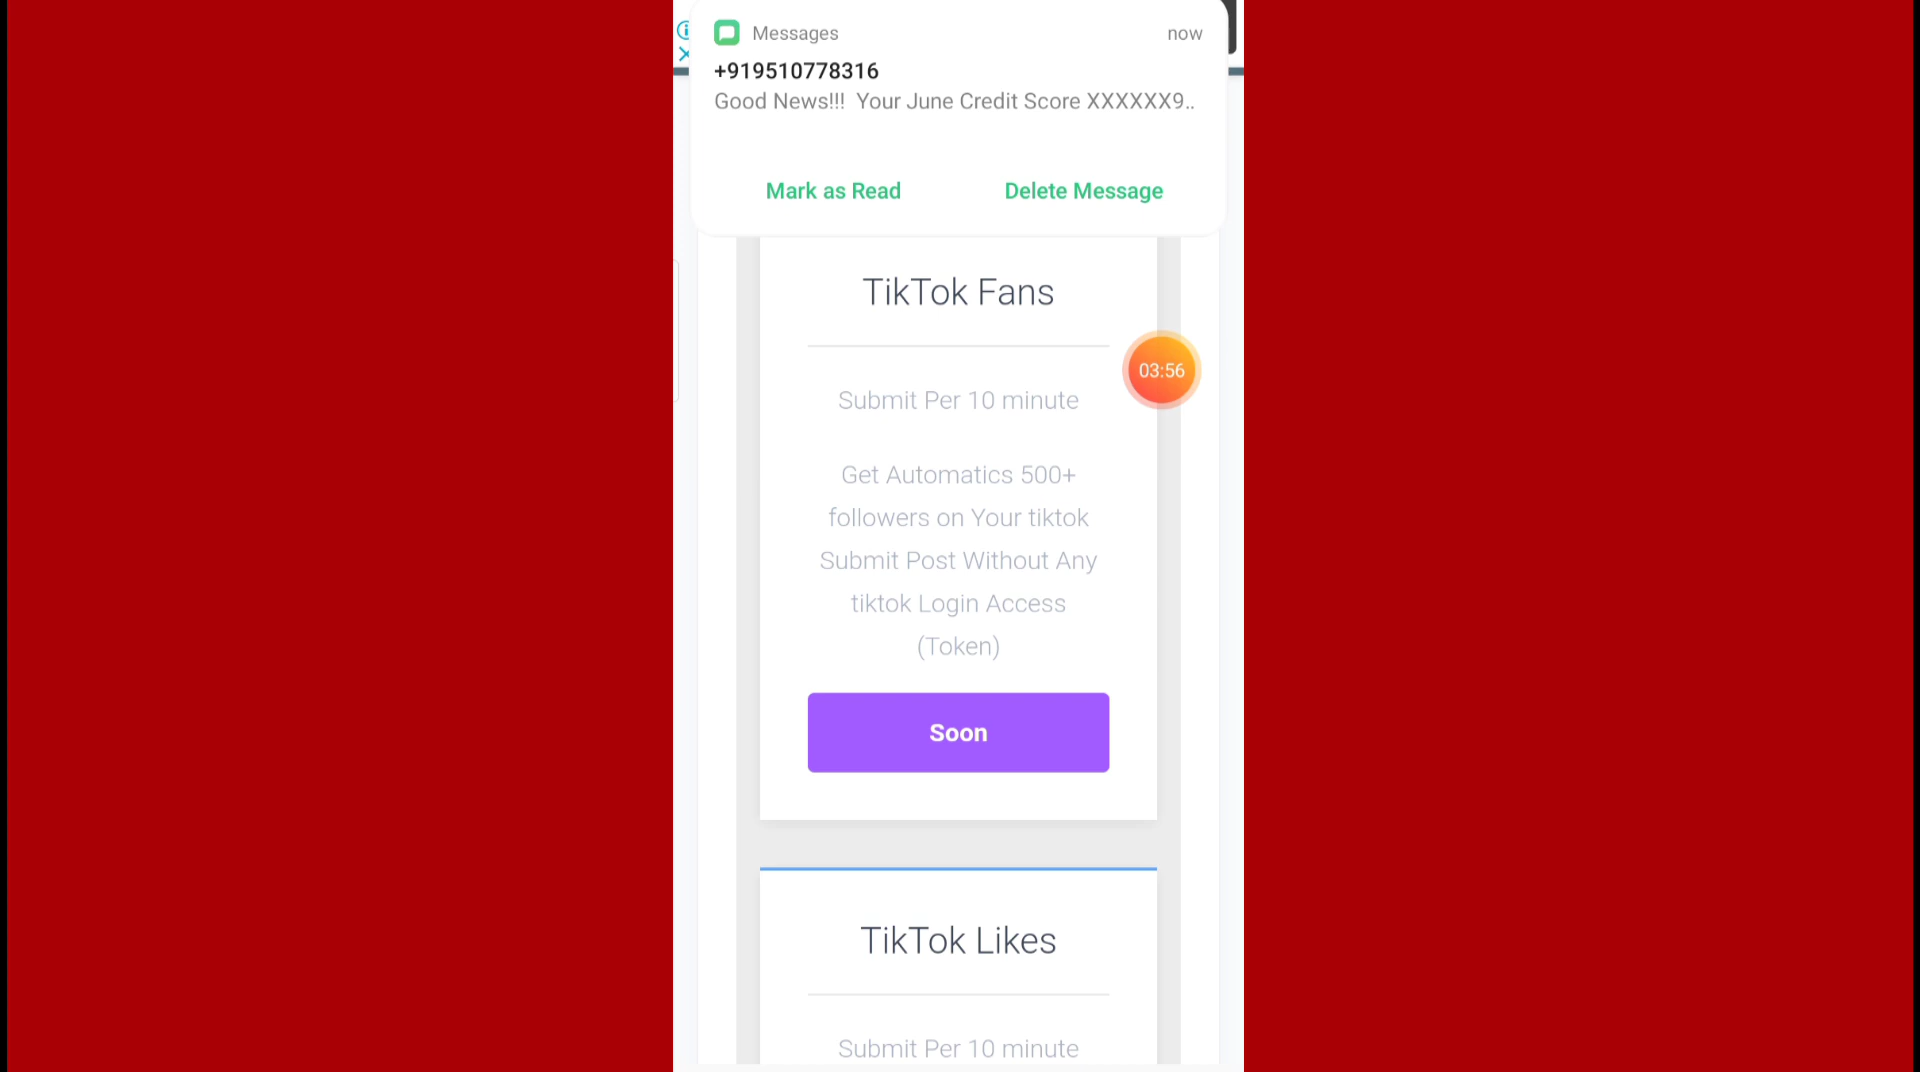 Messages now
+919510778316
Good News!!!  Your June Credit Score XXXXXX9..
Mark as Read Delete Message
TikTok Fans
03:56
Submit Per 10 minute
Get Automatics 500+
followers on Your tiktok
Submit Post Without Any
tiktok Login Access
(Token)
Soon
TikTok Likes
Submit Per 10 minute